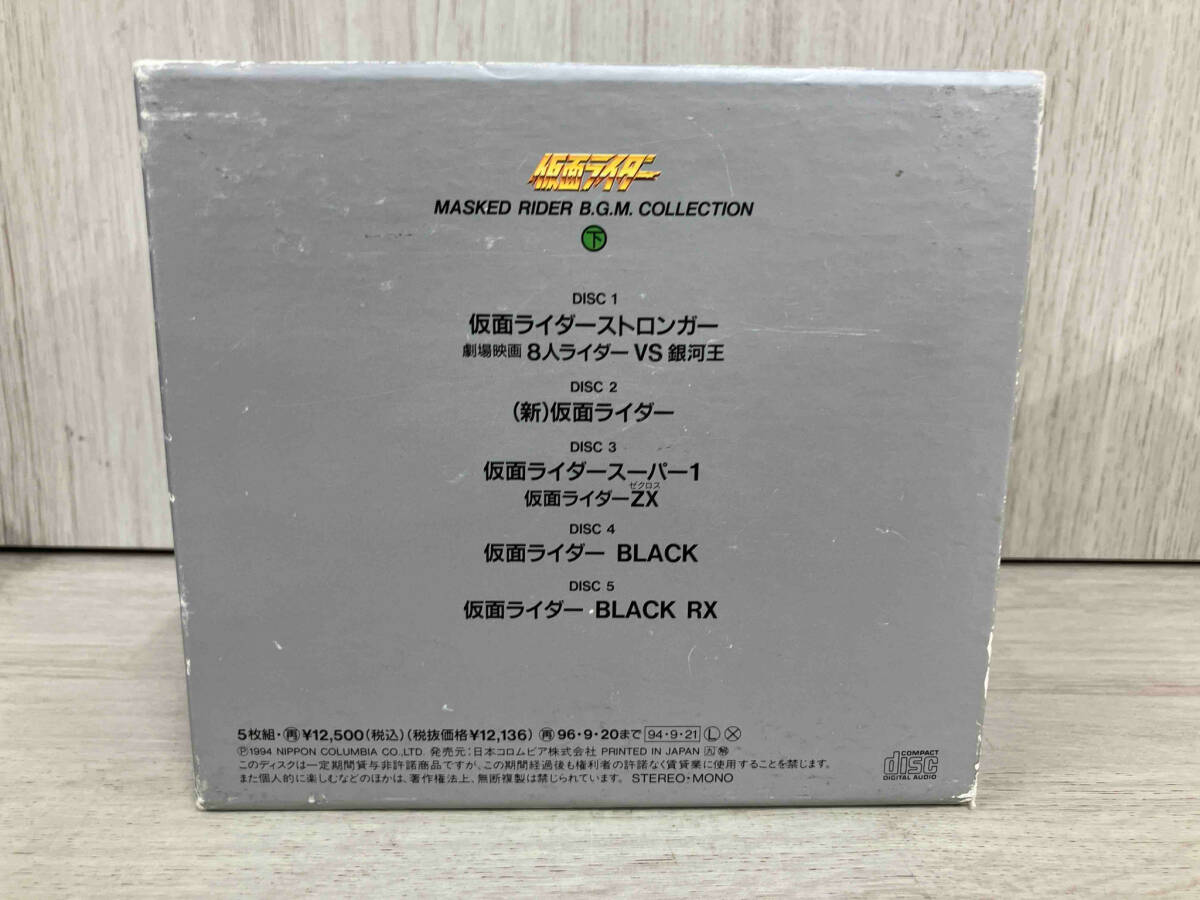 仮面ライダー
MASKED RIDER B.G.M. COLLECTION
下
DISC 1
仮面ライダーストロンガー
劇場映画 8人ライダー VS 銀河王
DISC 2
(新)仮面ライダー
DISC 3
仮面ライダースーパー1
ゼクロス
仮面ライダーZX
DISC 4
仮面ライダー BLACK
DISC 5
仮面ライダー BLACK RX
5枚組・㊢¥12,500(税込)(税抜価格¥12,136) 再96・9・20まで 94・9・21 Ⓛ Ⓧ
Ⓟ1994 NIPPON COLUMBIA CO.,LTD. 発売元:日本コロムビア株式会社 PRINTED IN JAPAN
このディスクは一定期間貸与非許諾商品ですが、この期間経過後も権利者の許諾なく賃貸業に使用することを禁じます。
また個人的に楽しむなどのほかは、著作権法上、無断複製は禁じられています。 STEREO・MONO
COMPACT
disc
DIGITAL AUDIO